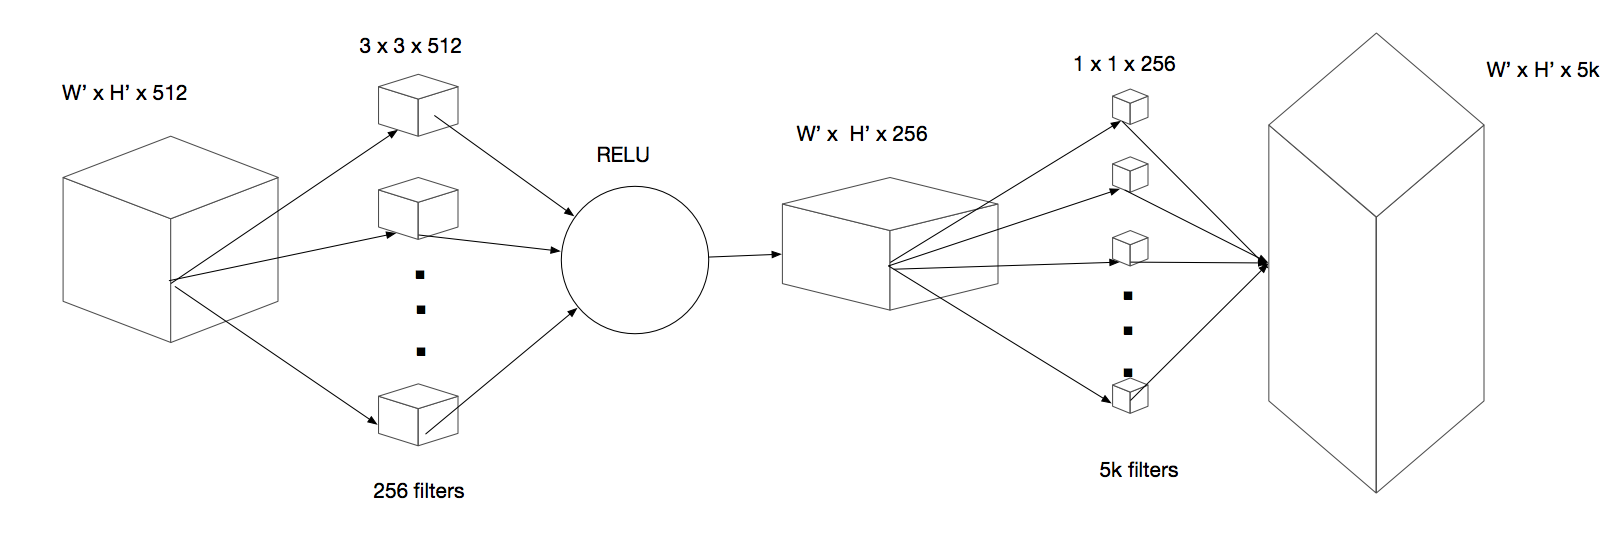 W’ x H’ x 512
3 x 3 x 512
256 filters
RELU
W’ x  H’ x 256
1 x 1 x 256
5k filters
W’ x H’ x 5k